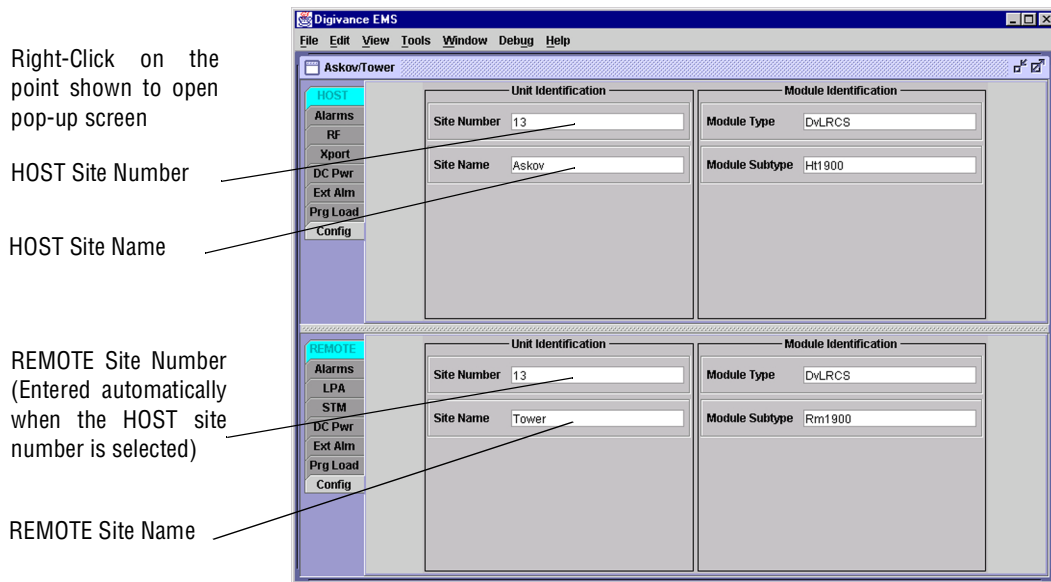 Digivance EMS
File Edit View Tools Window Debug Help
Askov/Tower
Right-Click on the
point shown to open
pop-up screen
HOST Site Number
HOST Site Name
REMOTE Site Number
(Entered automatically
when the HOST site
number is selected)
REMOTE Site Name
HOST
Alarms
RF
Xport
DC Pwr
Ext Alm
Prg Load
Config
Unit Identification
Site Number 13
Site Name Askov
Module Identification
Module Type DvLRCS
Module Subtype Ht1900
REMOTE
Alarms
LPA
STM
DC Pwr
Ext Alm
Prg Load
Config
Unit Identification
Site Number 13
Site Name Tower
Module Identification
Module Type DvLRCS
Module Subtype Rm1900